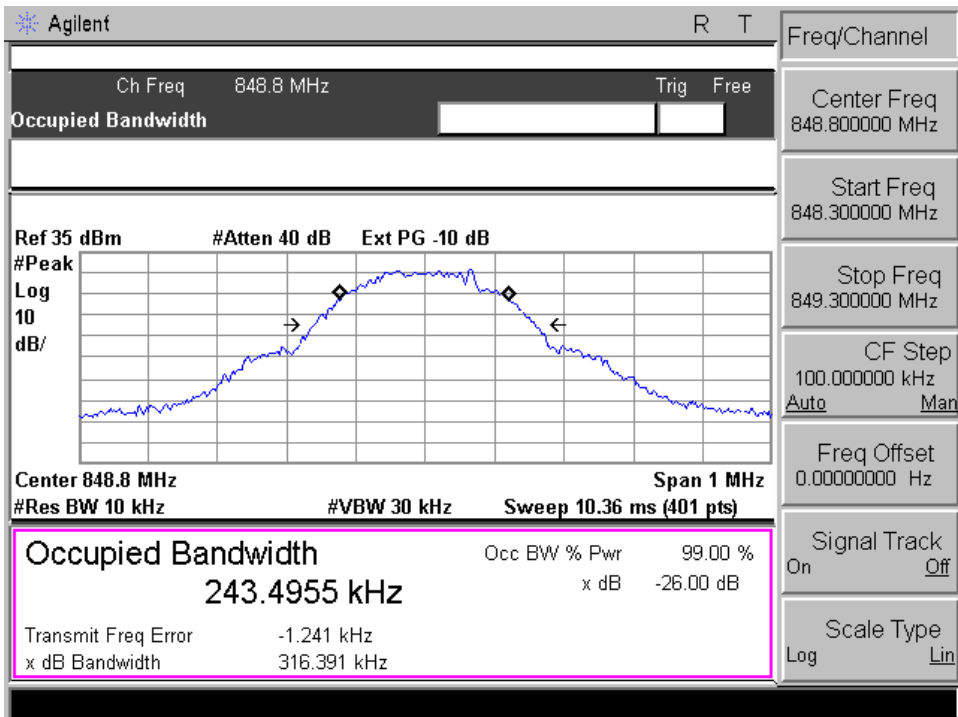 Agilent R T
Ch Freq 848.8 MHz Trig Free
Occupied Bandwidth
Ref 35 dBm #Atten 40 dB Ext PG -10 dB
#Peak
Log
10
dB/
Center 848.8 MHz Span 1 MHz
#Res BW 10 kHz #VBW 30 kHz Sweep 10.36 ms (401 pts)
Occupied Bandwidth Occ BW % Pwr 99.00 %
243.4955 kHz x dB -26.00 dB
Transmit Freq Error -1.241 kHz
x dB Bandwidth 316.391 kHz
Freq/Channel
Center Freq
848.800000 MHz
Start Freq
848.300000 MHz
Stop Freq
849.300000 MHz
CF Step
100.000000 kHz
Auto Man
Freq Offset
0.00000000 Hz
Signal Track
On Off
Scale Type
Log Lin